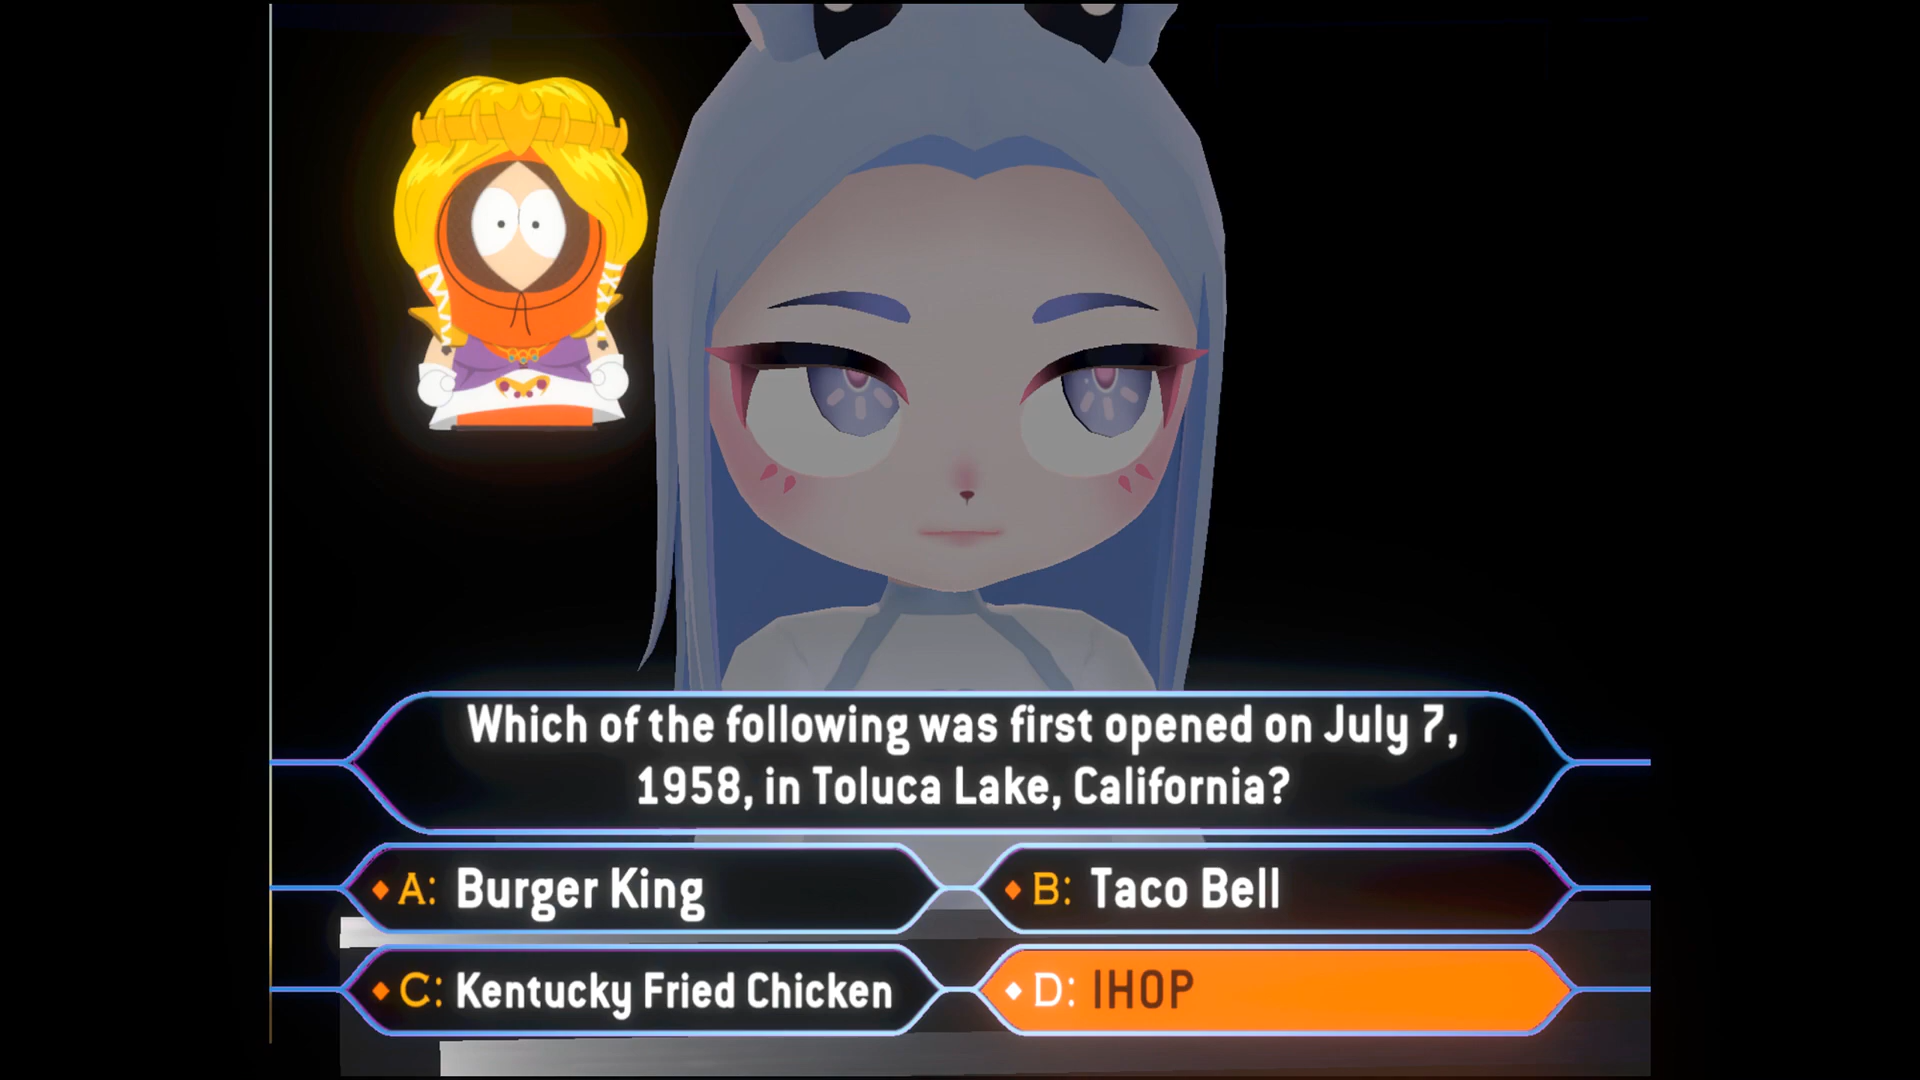 Which of the following was first opened on July 7,
1958, in Toluca Lake, California?
A: Burger King
B: Taco Bell
C: Kentucky Fried Chicken
D: IHOP